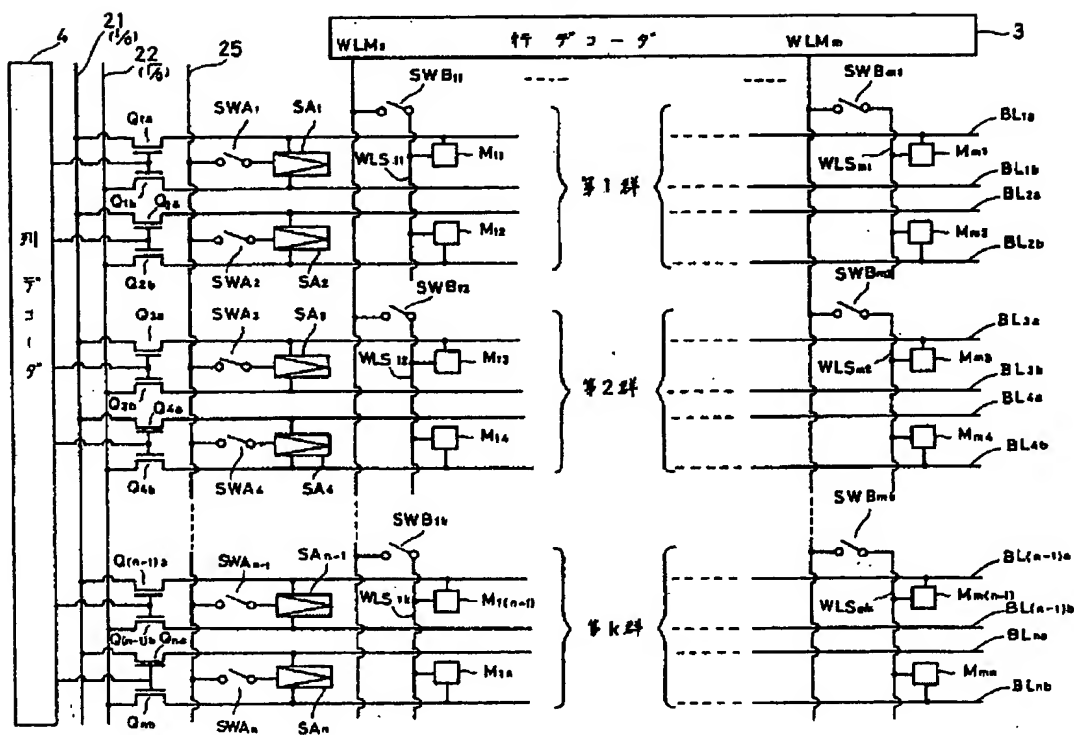 4
21
(I/O)
22
(I/O)
25
WLM₁
行デコーダ
WLMm
3
SWB₁₁
SWBm1
Q1a
SWA₁
SA₁
M₁₁
WLS₁₁
WLSm1
Mm1
BL1a
BL1b
Q1b
Q2a
第1群
BL2a
M₁₂
Mm2
BL2b
Q2b
SWA₂
SA₂
SWB₁₂
SWBm2
列デコーダ
Q3a
SWA₃
SA₃
M₁₃
WLS₁₂
WLSm2
Mm3
BL3a
BL3b
Q3b
Q4a
第2群
BL4a
M₁₄
Mm4
BL4b
Q4b
SWA₄
SA₄
SWB1k
SWBmk
Q(n-1)a
SWAn-1
SAn-1
M1(n-1)
WLS1k
WLSmk
Mm(n-1)
BL(n-1)a
BL(n-1)b
Q(n-1)b
Qna
第k群
BLna
M1n
Mmn
BLnb
Qnb
SWAn
SAn